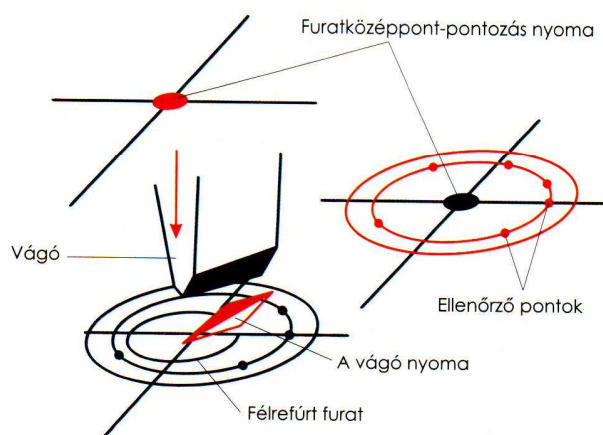 Furatközéppont-pontozás nyoma
Vágó
Ellenőrző pontok
A vágó nyoma
Félrefúrt furat